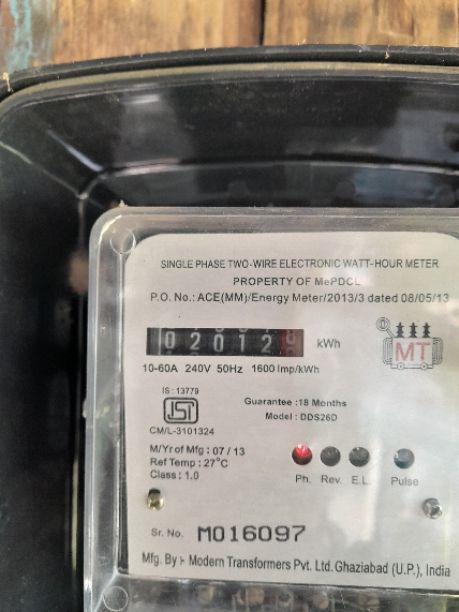 SINGLE PHASE TWO-WIRE ELECTRONIC WATT-HOUR METER
PROPERTY OF MePDCL
P.O. No.: ACE(MM)/Energy Meter/2013/3 dated 08/05/13
02012 kWh
MT
10-60A 240V 50Hz 1600 Imp/kWh
IS : 13779
ISI
CM/L-3101324
Guarantee : 18 Months
Model : DDS26D
M/Yr of Mfg : 07 / 13
Ref Temp : 27°C
Class : 1.0
Ph. Rev. E.L. Pulse
Sr. No. M016097
Mfg. By :- Modern Transformers Pvt. Ltd. Ghaziabad (U.P.), India